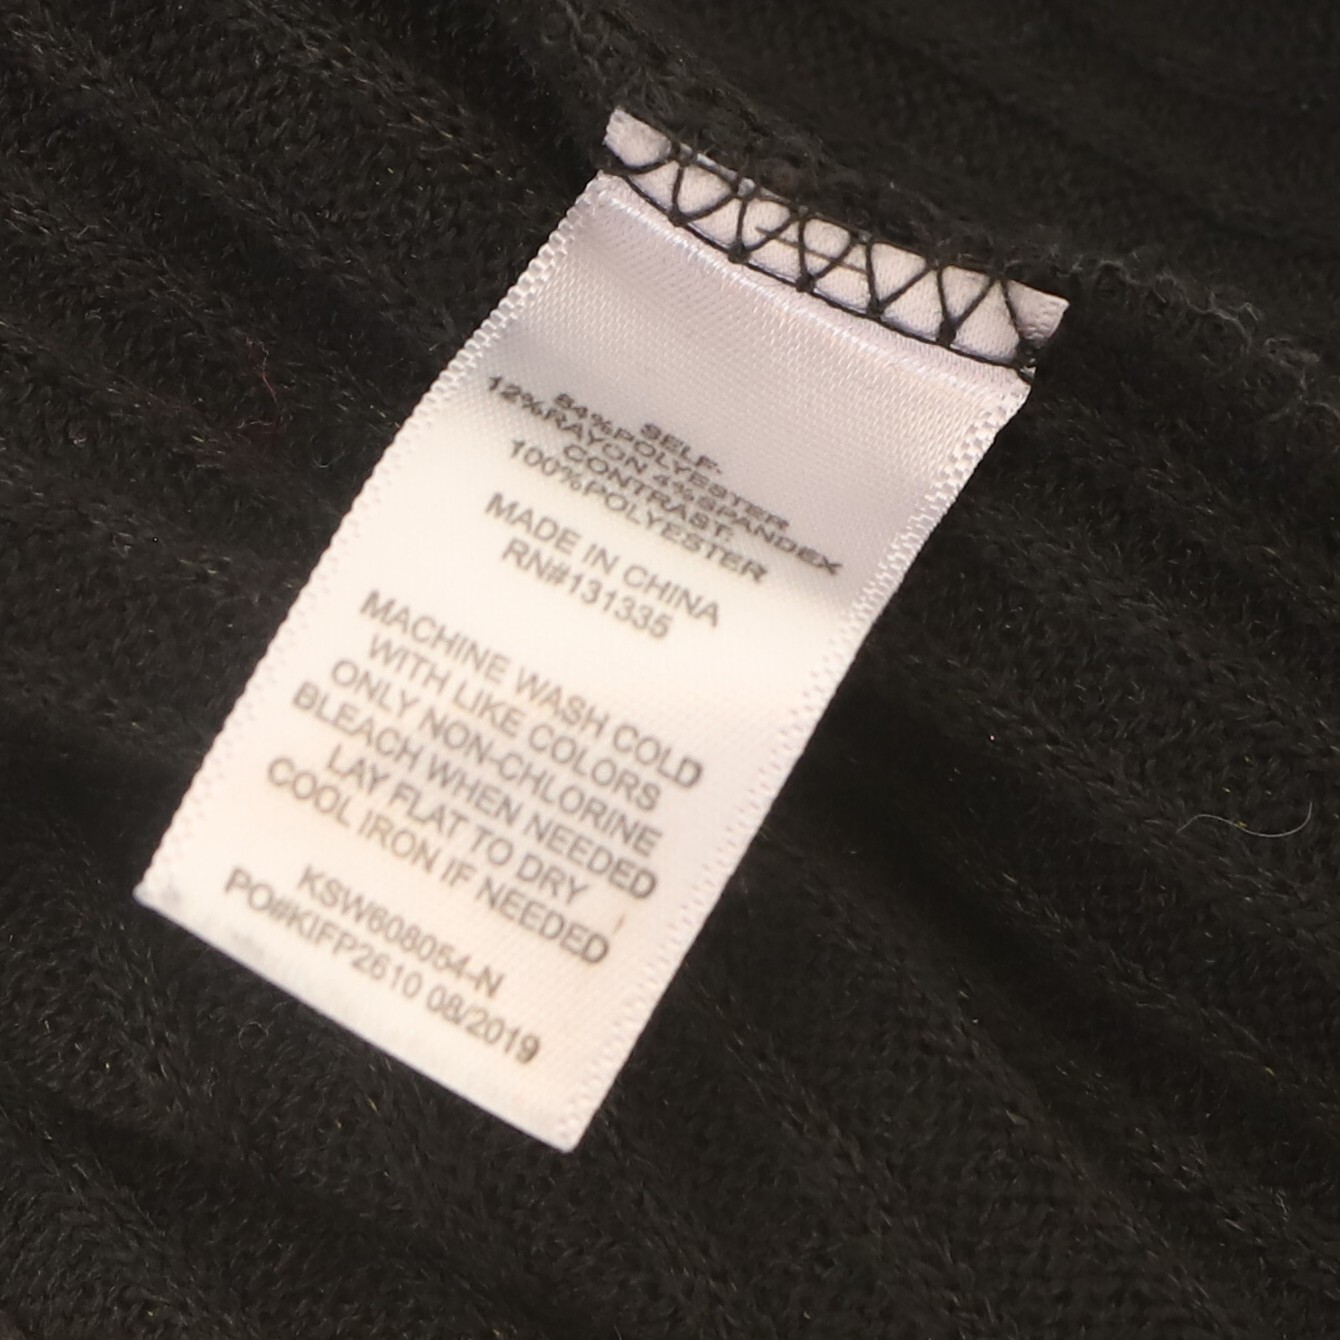 SELF:
84%POLYESTER
12%RAYON 4%SPANDEX
CONTRAST:
100%POLYESTER
MADE IN CHINA
RN#131335
MACHINE WASH COLD
WITH LIKE COLORS
ONLY NON-CHLORINE
BLEACH WHEN NEEDED
LAY FLAT TO DRY
COOL IRON IF NEEDED
KSW608054-N
PO#KIFP2610 08/2019